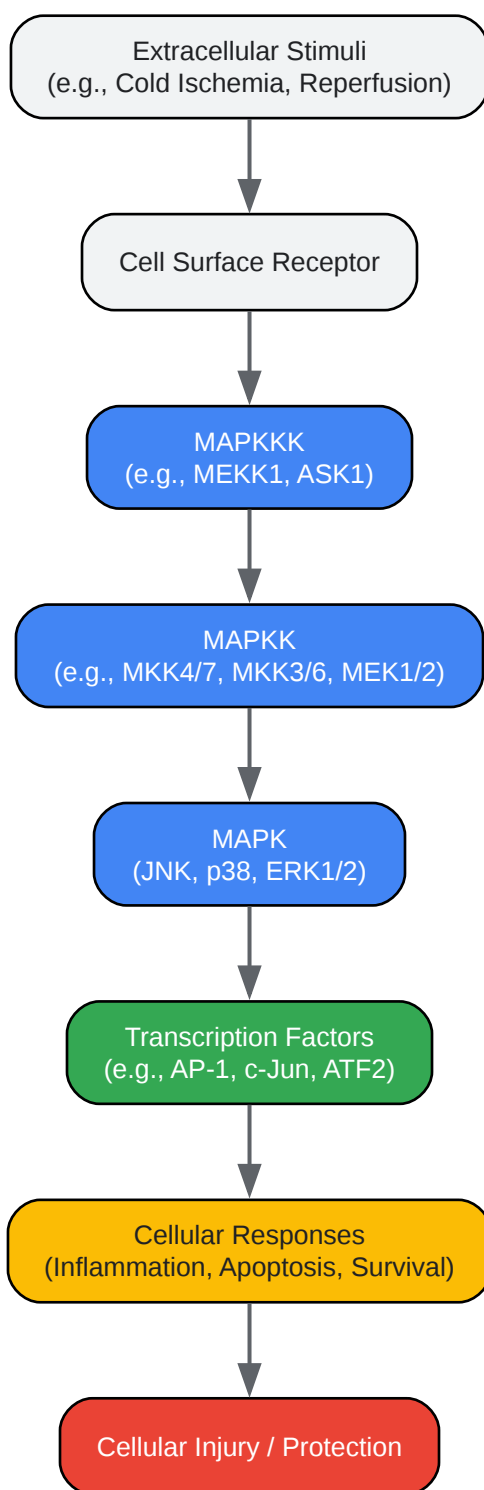 Extracellular Stimuli
(e.g., Cold Ischemia, Reperfusion)
Cell Surface Receptor
MAPKKK
(e.g., MEKK1, ASK1)
MAPKK
(e.g., MKK4/7, MKK3/6, MEK1/2)
MAPK
(JNK, p38, ERK1/2)
Transcription Factors
(e.g., AP-1, c-Jun, ATF2)
Cellular Responses
(Inflammation, Apoptosis, Survival)
Cellular Injury / Protection